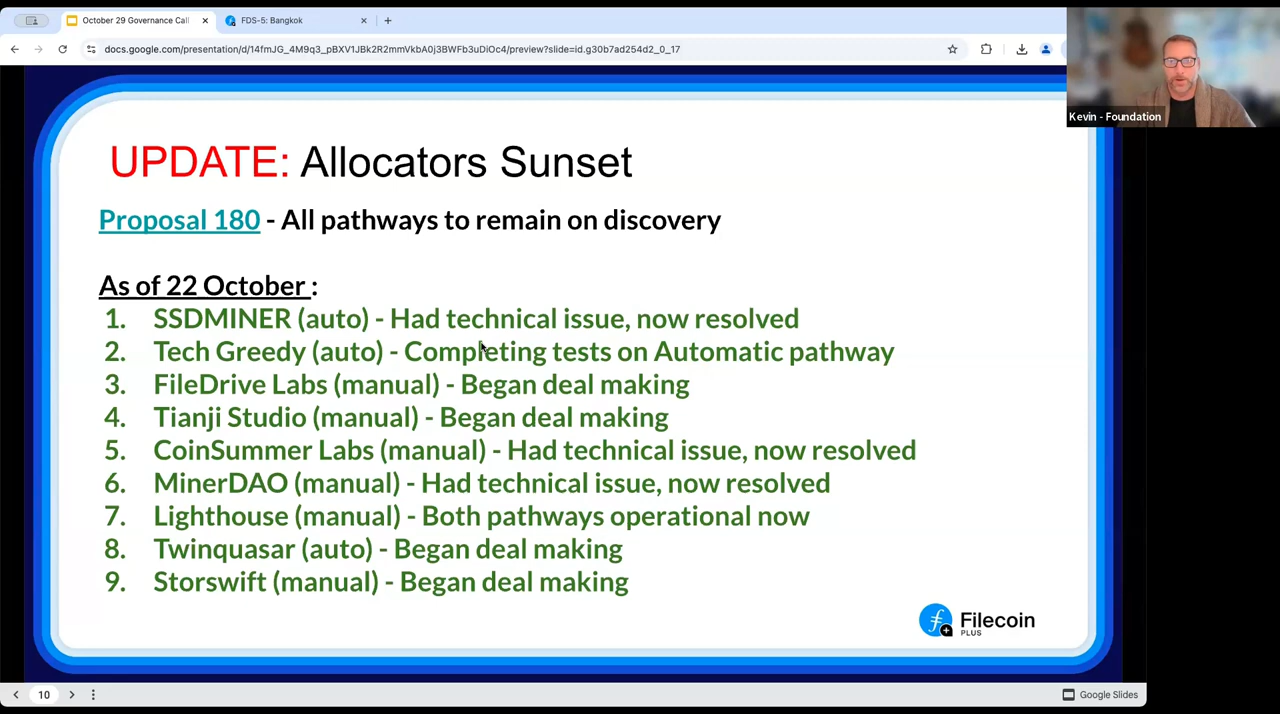 October 29 Governance Call
FDS-5: Bangkok
docs.google.com/presentation/d/14fmJG_4M9q3_pBXV1JBk2R2mmVkbA0j3BWFb3uDiOc4/preview?slide=id.g30b7ad254d2_0_17
Kevin - Foundation
UPDATE: Allocators Sunset
Proposal 180 - All pathways to remain on discovery
As of 22 October :
1. SSDMINER (auto) - Had technical issue, now resolved
2. Tech Greedy (auto) - Completing tests on Automatic pathway
3. FileDrive Labs (manual) - Began deal making
4. Tianji Studio (manual) - Began deal making
5. CoinSummer Labs (manual) - Had technical issue, now resolved
6. MinerDAO (manual) - Had technical issue, now resolved
7. Lighthouse (manual) - Both pathways operational now
8. Twinquasar (auto) - Began deal making
9. Storswift (manual) - Began deal making
Filecoin
PLUS
10
Google Slides